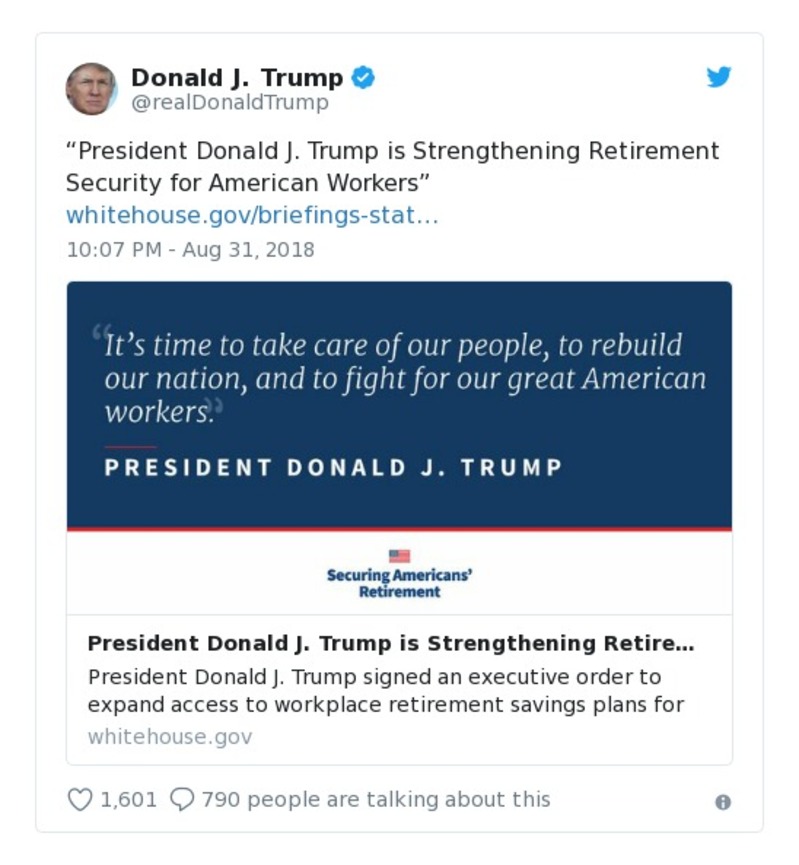 Donald J. Trump
@realDonaldTrump
“President Donald J. Trump is Strengthening Retirement
Security for American Workers”
whitehouse.gov/briefings-stat…
10:07 PM - Aug 31, 2018
“It’s time to take care of our people, to rebuild
our nation, and to fight for our great American
workers.”
PRESIDENT DONALD J. TRUMP
Securing Americans’
Retirement
President Donald J. Trump is Strengthening Retire…
President Donald J. Trump signed an executive order to
expand access to workplace retirement savings plans for
whitehouse.gov
1,601 790 people are talking about this